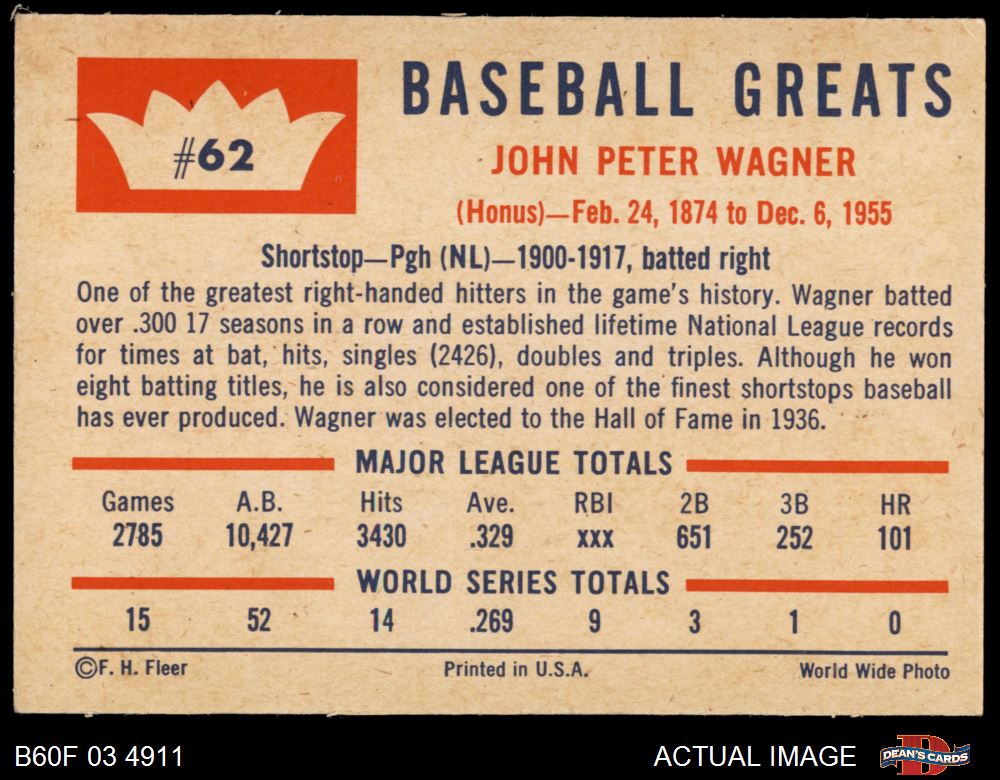 BASEBALL GREATS
#62
JOHN PETER WAGNER
(Honus)—Feb. 24, 1874 to Dec. 6, 1955
Shortstop—Pgh (NL)—1900-1917, batted right
One of the greatest right-handed hitters in the game's history. Wagner batted
over .300 17 seasons in a row and established lifetime National League records
for times at bat, hits, singles (2426), doubles and triples. Although he won
eight batting titles, he is also considered one of the finest shortstops baseball
has ever produced. Wagner was elected to the Hall of Fame in 1936.
MAJOR LEAGUE TOTALS
Games A.B. Hits Ave. RBI 2B 3B HR
2785 10,427 3430 .329 xxx 651 252 101
WORLD SERIES TOTALS
15 52 14 .269 9 3 1 0
©F. H. Fleer Printed in U.S.A. World Wide Photo
B60F 03 4911 ACTUAL IMAGE D DEAN'S CARDS